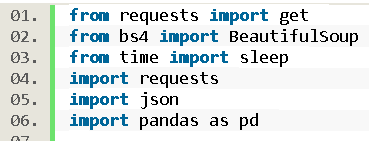 01. from requests import get
02. from bs4 import BeautifulSoup
03. from time import sleep
04. import requests
05. import json
06. import pandas as pd